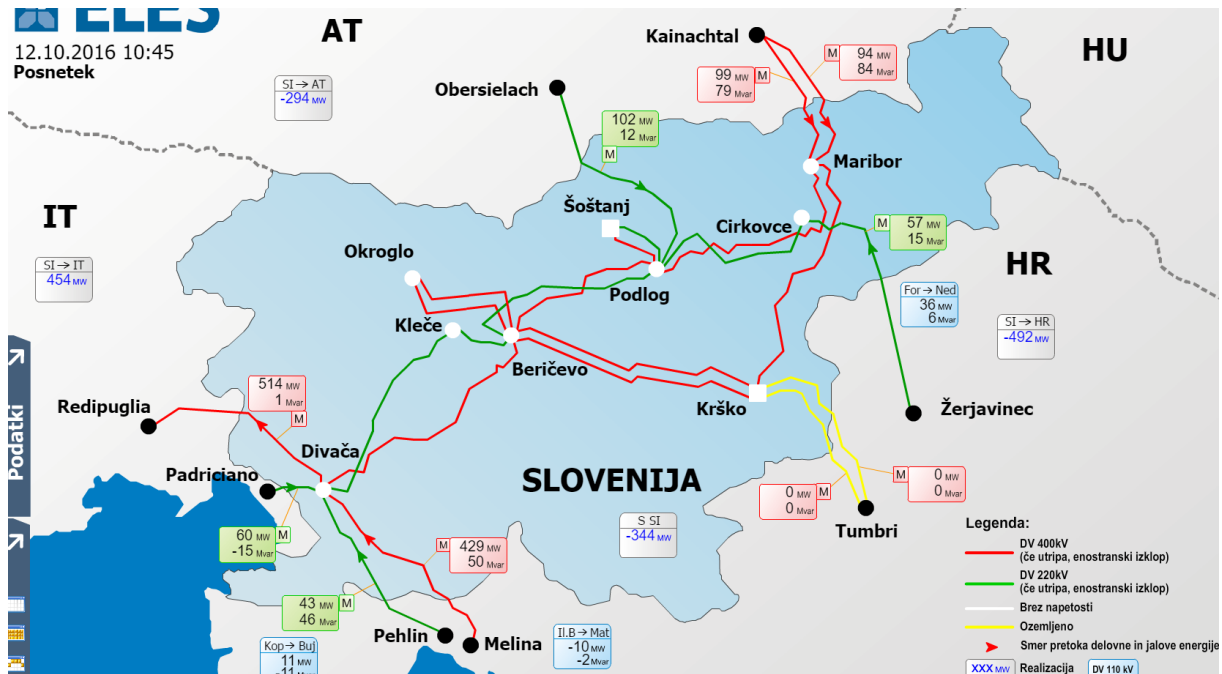 ELES
12.10.2016 10:45
Posnetek
AT
HU
IT
HR
SI → AT
-294 MW
SI → IT
454 MW
Kainachtal
94 MW
84 Mvar
M
99 MW
79 Mvar
M
Obersielach
102 MW
12 Mvar
M
Maribor
Šoštanj
Cirkovce
M
57 MW
15 Mvar
Okroglo
Podlog
Kleče
Beričevo
For → Ned
36 MW
6 Mvar
SI → HR
-492 MW
Podatki
514 MW
1 Mvar
M
Redipuglia
Krško
Žerjavinec
Divača
Padriciano
SLOVENIJA
M
0 MW
0 Mvar
0 MW
0 Mvar
M
Tumbri
60 MW
-15 Mvar
M
S SI
-344 MW
M
429 MW
50 Mvar
43 MW
46 Mvar
M
Pehlin
Melina
Il.B → Mat
-10 MW
-2 Mvar
Kop → Buj
11 MW
-11 Mvar
Legenda:
DV 400kV
(če utripa, enostranski izklop)
DV 220kV
(če utripa, enostranski izklop)
Brez napetosti
Ozemljeno
Smer pretoka delovne in jalove energije
XXX MW Realizacija
DV 110 kV